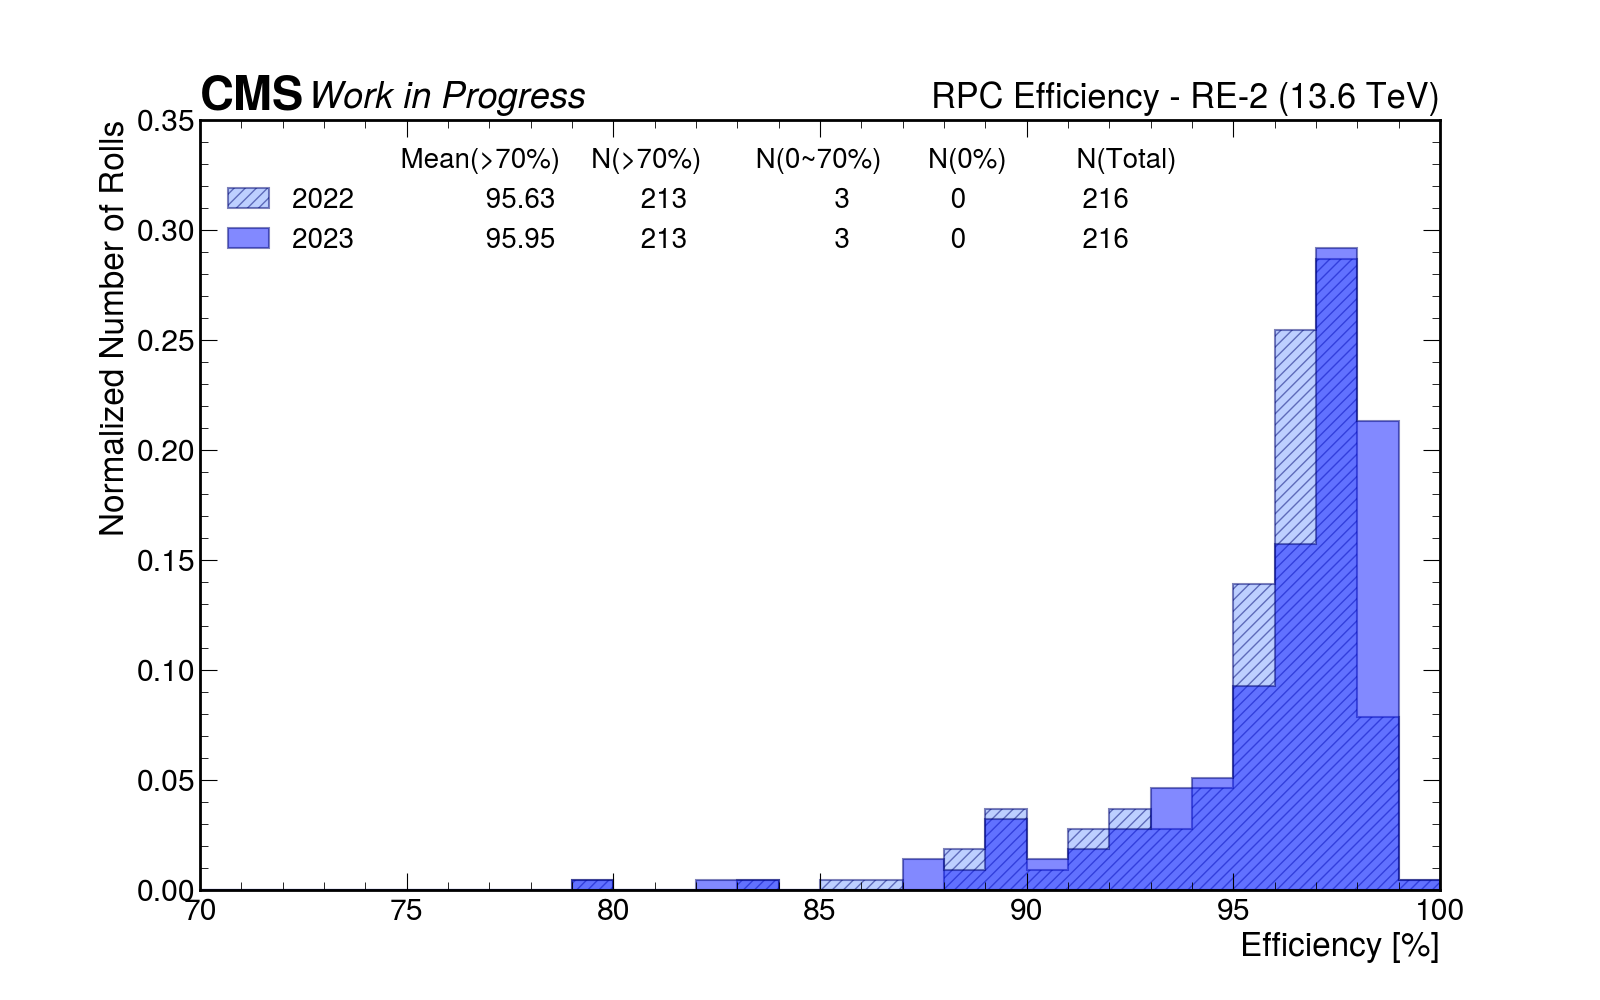 CMS Work in Progress RPC Efficiency - RE-2 (13.6 TeV)
Mean(>70%) N(>70%) N(0~70%) N(0%) N(Total)
2022 95.63 213 3 0 216
2023 95.95 213 3 0 216
Normalized Number of Rolls
0.35
0.30
0.25
0.20
0.15
0.10
0.05
0.00
70 75 80 85 90 95 100
Efficiency [%]